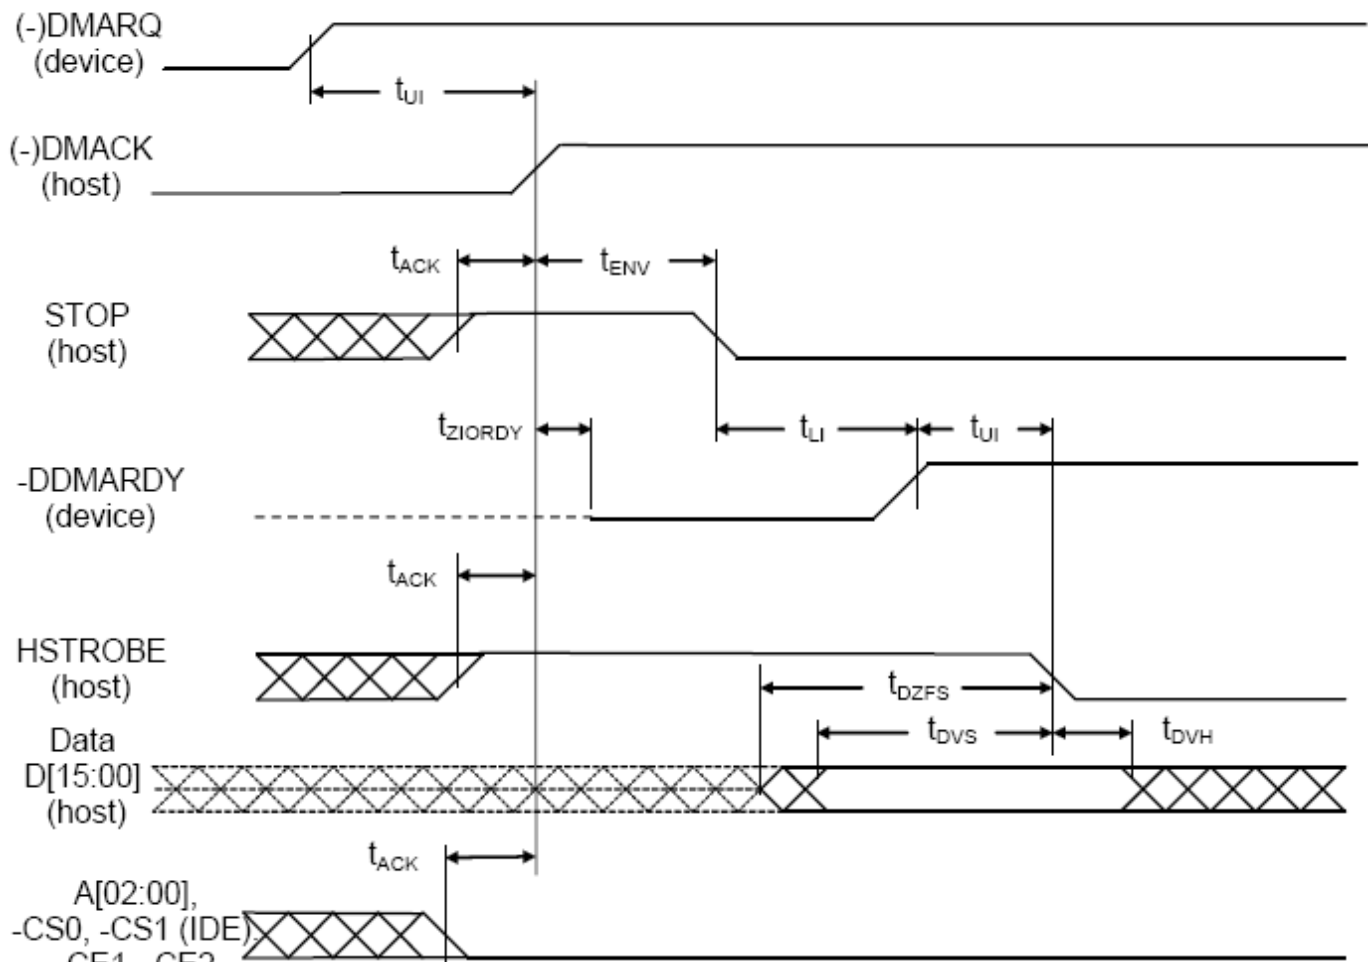 (-)DMARQ
(device)
tUI
(-)DMACK
(host)
tACK
tENV
STOP
(host)
tZIORDY
tLI
tUI
-DDMARDY
(device)
tACK
HSTROBE
(host)
tDZFS
tDVS
tDVH
Data
D[15:00]
(host)
tACK
A[02:00],
-CS0, -CS1 (IDE)